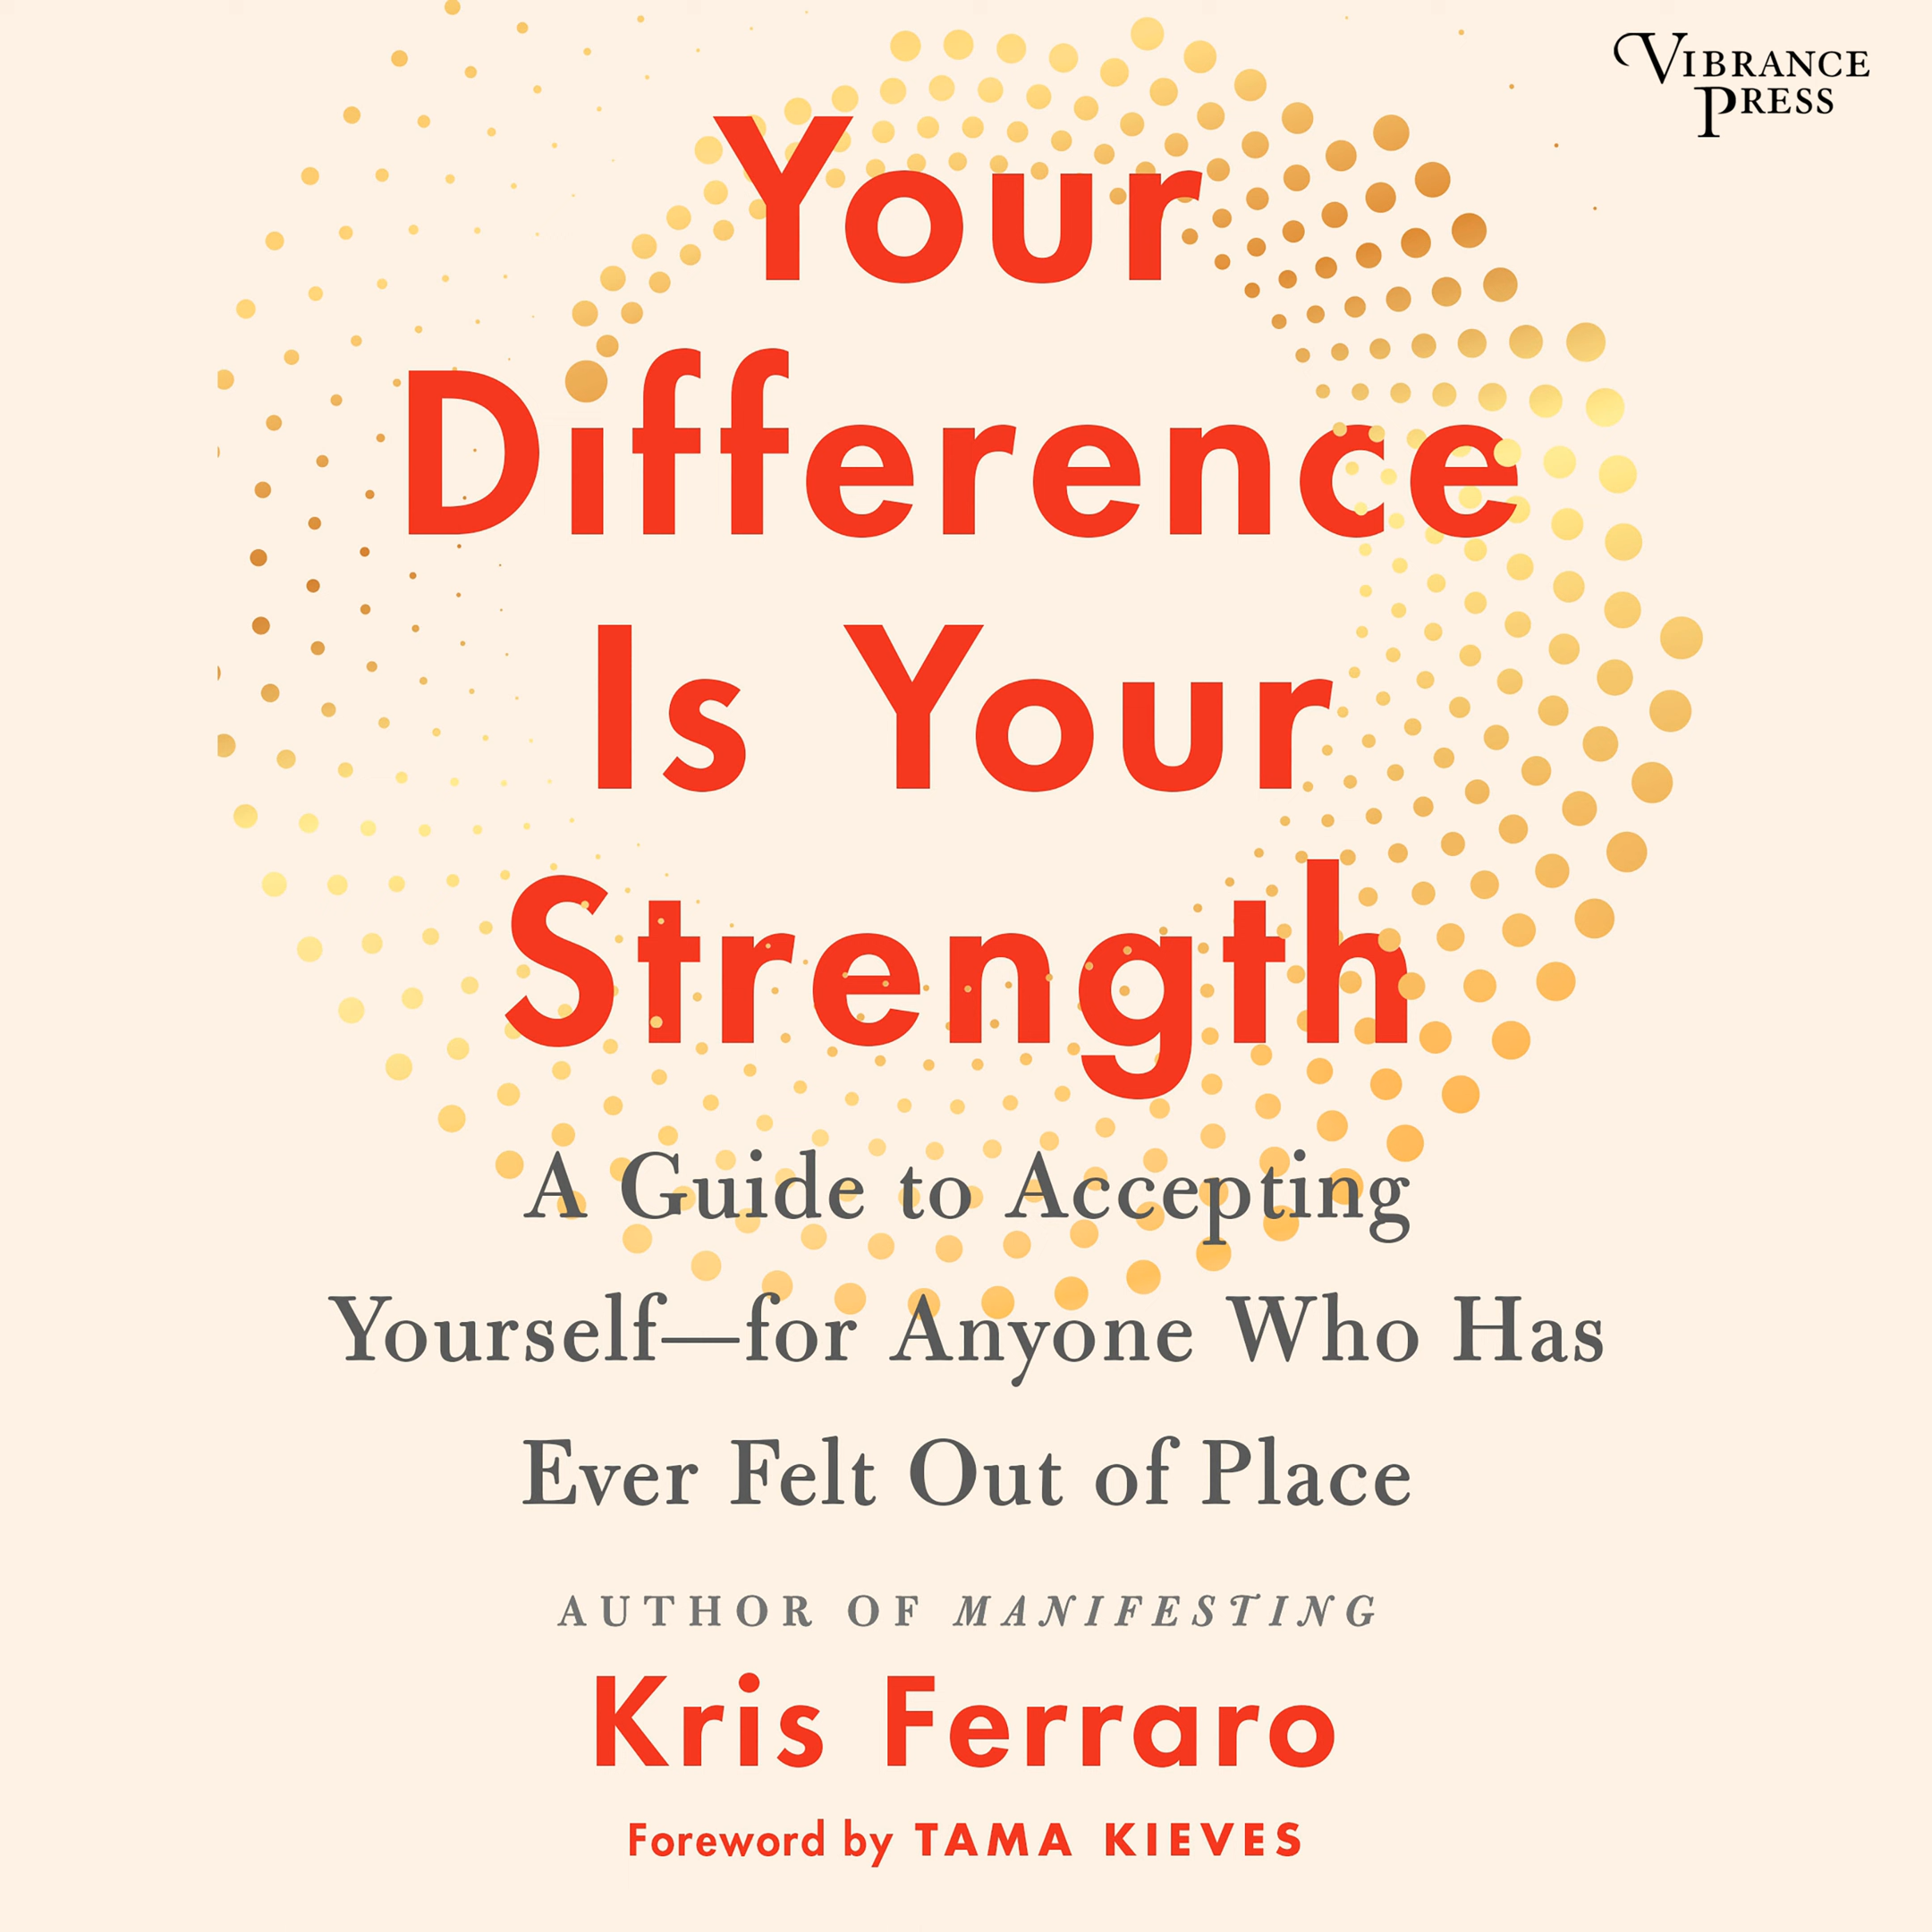 VIBRANCE
PRESS
Your
Difference
Is Your
Strength
A Guide to Accepting
Yourself—for Anyone Who Has
Ever Felt Out of Place
AUTHOR OF MANIFESTING
Kris Ferraro
Foreword by TAMA KIEVES